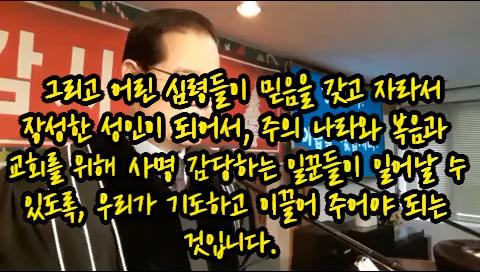 그리고 어린 심령들이 믿음을 갖고 자라서
장성한 성인이 되어서, 주의 나라와 복음과
교회를 위해 사명 감당하는 일꾼들이 일어날 수
있도록, 우리가 기도하고 이끌어 주어야 되는
것입니다.